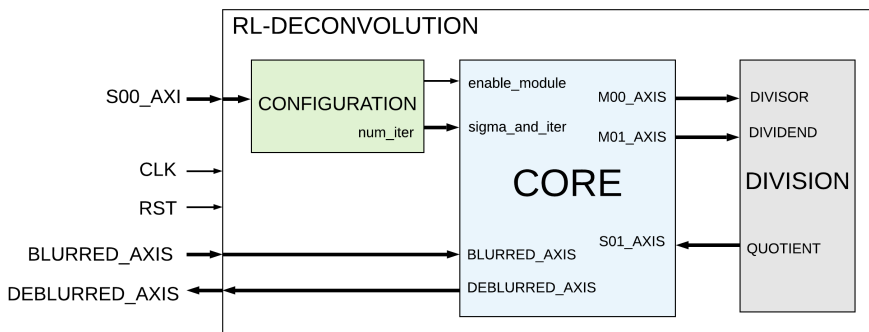 RL-DECONVOLUTION
S00_AXI
CONFIGURATION
num_iter
enable_module
sigma_and_iter
M00_AXIS
M01_AXIS
DIVISOR
DIVIDEND
CLK
RST
CORE
DIVISION
S01_AXIS
QUOTIENT
BLURRED_AXIS
BLURRED_AXIS
DEBLURRED_AXIS
DEBLURRED_AXIS